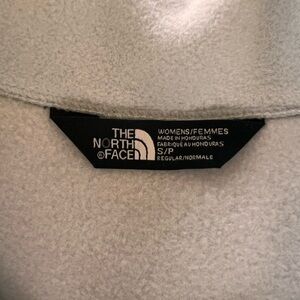 THE
NORTH
©FACE
WOMENS/FEMMES
MADE IN HONDURAS
FABRIQUÉ AU HONDURAS
S/P
REGULAR/NORMALE